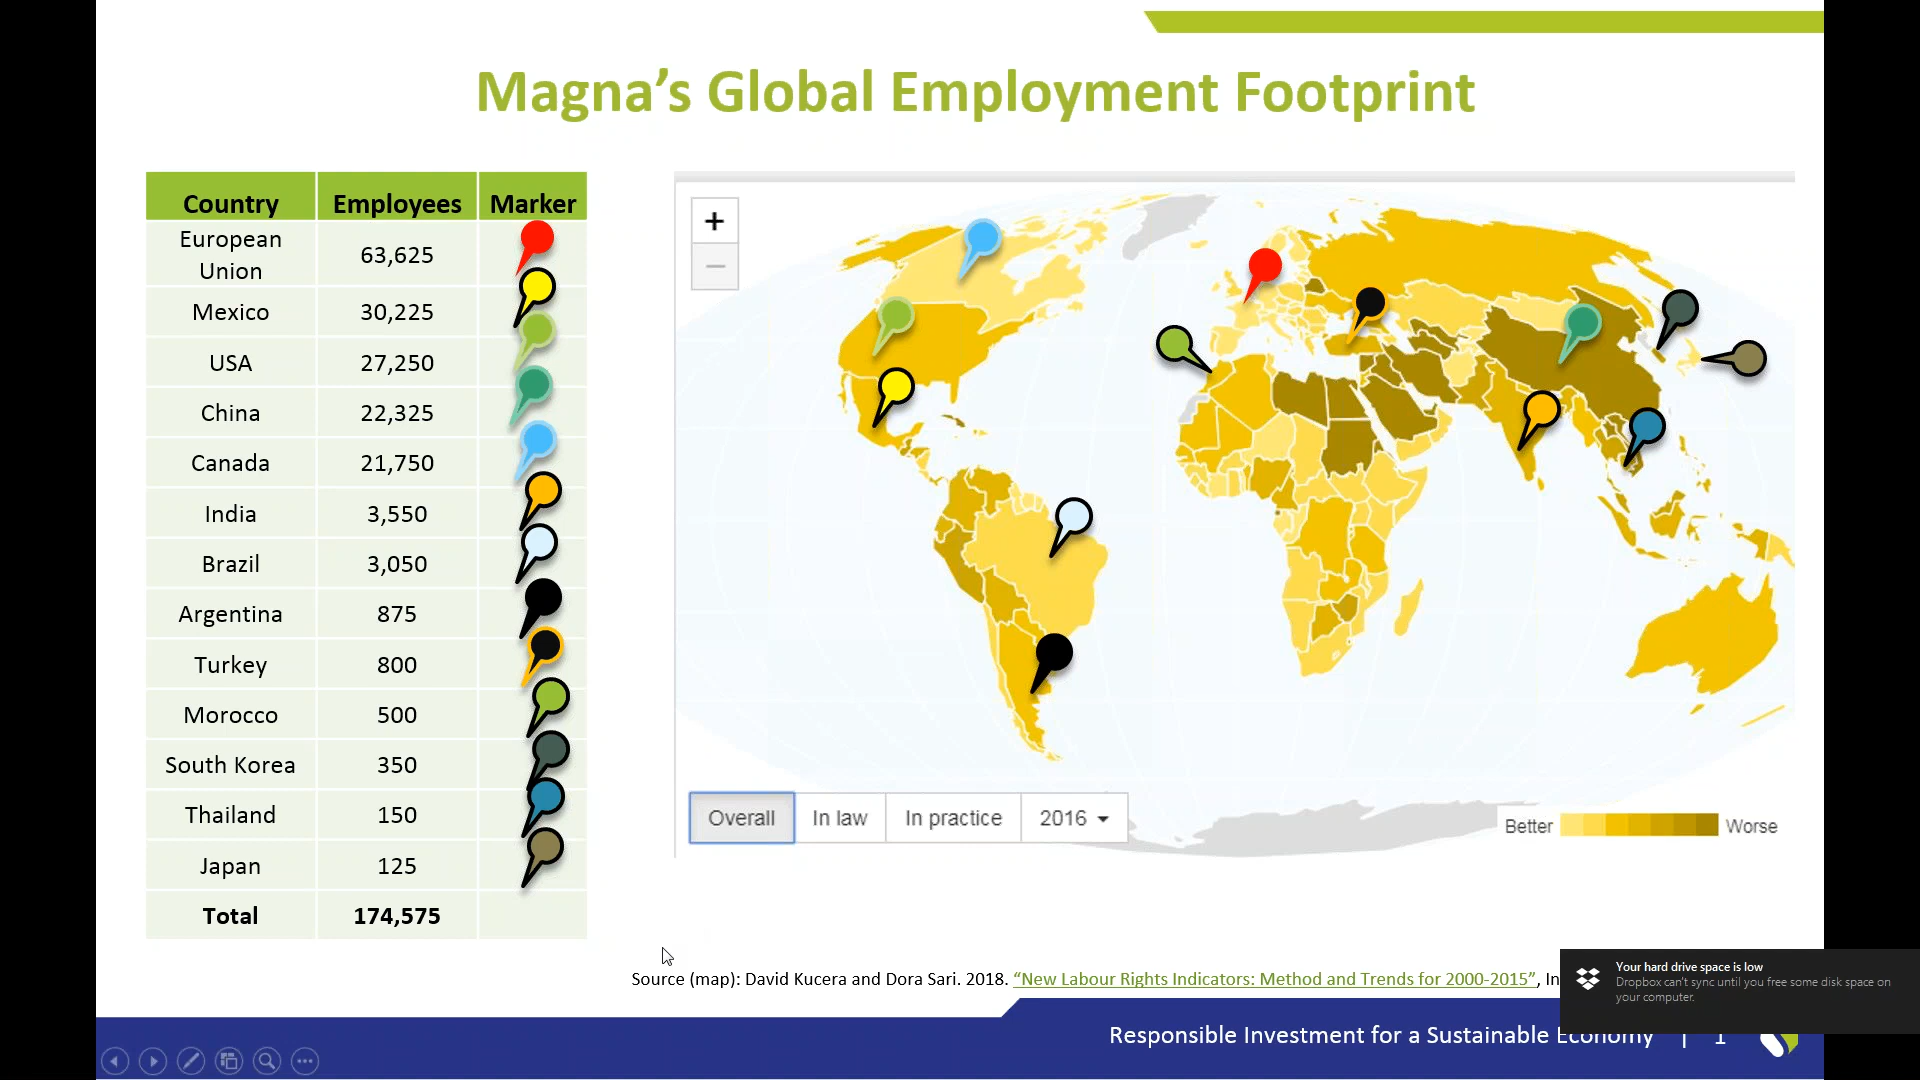 Magna’s Global Employment Footprint
Country Employees Marker
European Union 63,625
Mexico 30,225
USA 27,250
China 22,325
Canada 21,750
India 3,550
Brazil 3,050
Argentina 875
Turkey 800
Morocco 500
South Korea 350
Thailand 150
Japan 125
Total 174,575
+
−
Overall In law In practice 2016
Better Worse
Source (map): David Kucera and Dora Sari. 2018. “New Labour Rights Indicators: Method and Trends for 2000-2015”, In
Your hard drive space is low
Dropbox can't sync until you free some disk space on
your computer.
Responsible Investment for a Sustainable Economy | 1